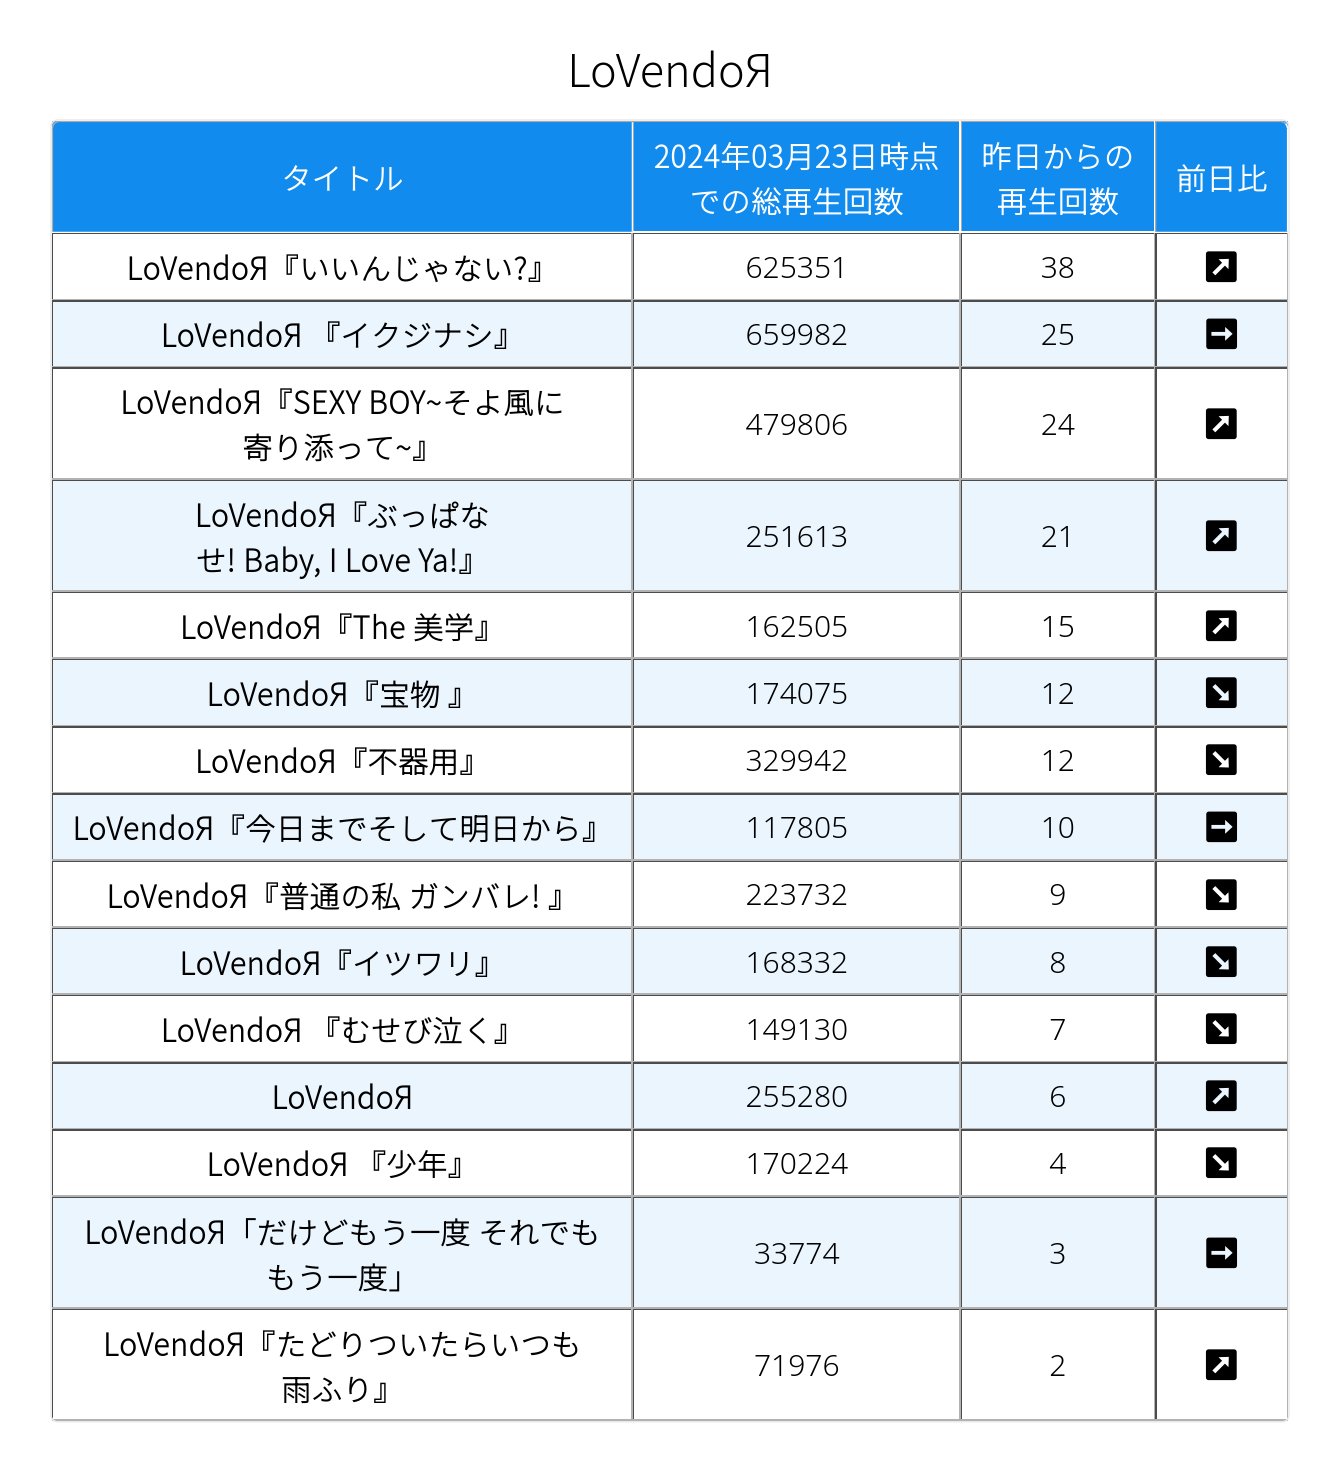 LoVendoЯ
タイトル
2024年03月23日時点
での総再生回数
昨日からの
再生回数
前日比
LoVendoЯ『いいんじゃない?』
625351
38
↗
LoVendoЯ 『イクジナシ』
659982
25
→
LoVendoЯ『SEXY BOY~そよ風に
寄り添って~』
479806
24
↗
LoVendoЯ『ぶっぱな
せ! Baby, I Love Ya!』
251613
21
↗
LoVendoЯ『The 美学』
162505
15
↗
LoVendoЯ『宝物 』
174075
12
↘
LoVendoЯ『不器用』
329942
12
↘
LoVendoЯ『今日までそして明日から』
117805
10
→
LoVendoЯ『普通の私 ガンバレ! 』
223732
9
↘
LoVendoЯ『イツワリ』
168332
8
↘
LoVendoЯ 『むせび泣く』
149130
7
↘
LoVendoЯ
255280
6
↗
LoVendoЯ 『少年』
170224
4
↘
LoVendoЯ「だけどもう一度 それでも
もう一度」
33774
3
→
LoVendoЯ『たどりついたらいつも
雨ふり』
71976
2
↗